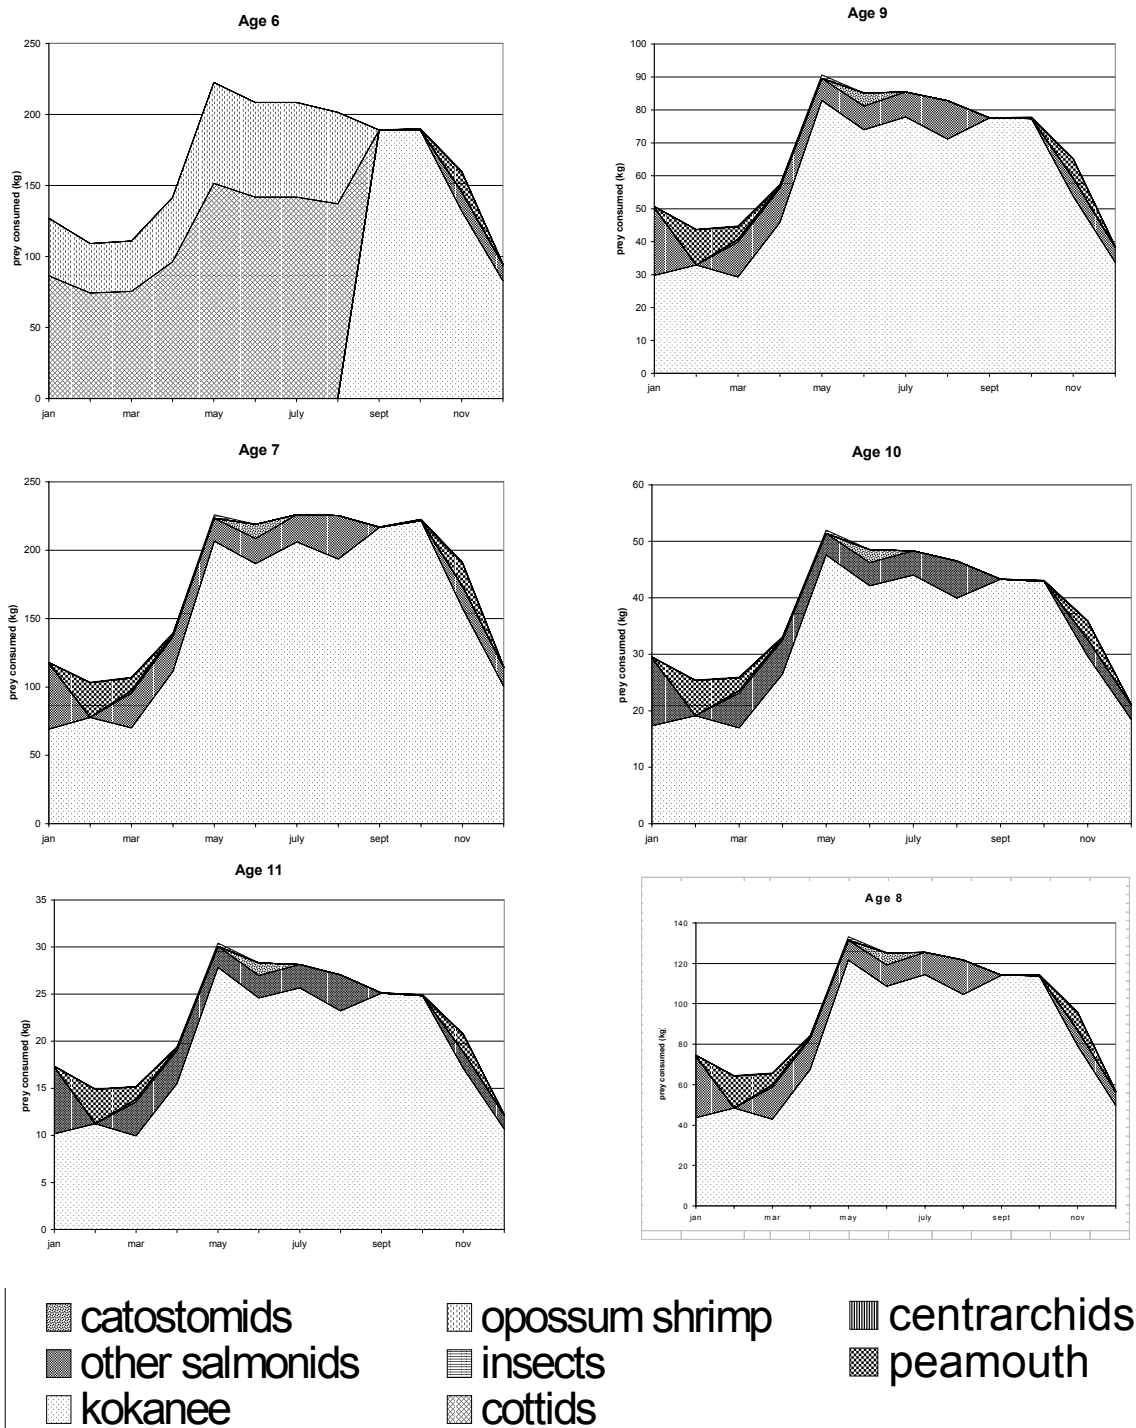 Age 6
250
200
150
100
50
0
prey consumed (kg)
jan mar may july sept nov
Age 9
100
90
80
70
60
50
40
30
20
10
0
prey consumed (kg)
jan mar may july sept nov
Age 7
250
200
150
100
50
0
prey consumed (kg)
jan mar may july sept nov
Age 10
60
50
40
30
20
10
0
prey consumed (kg)
jan mar may july sept nov
Age 11
35
30
25
20
15
10
5
0
prey consumed (kg)
jan mar may july sept nov
Age 8
140
120
100
80
60
40
20
0
prey consumed (kg)
jan mar may july sept nov
catostomids opossum shrimp centrarchids
other salmonids insects peamouth
kokanee cottids